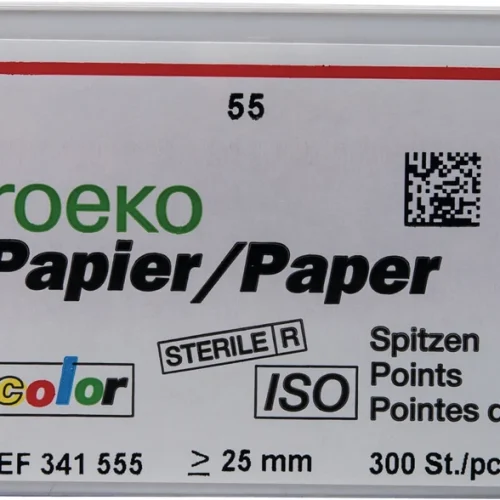 55
roeko
Papier/Paper
STERILE R
Spitzen
color
ISO
Points
Pointes d
EF 341 555
≥ 25 mm
300 St./pc